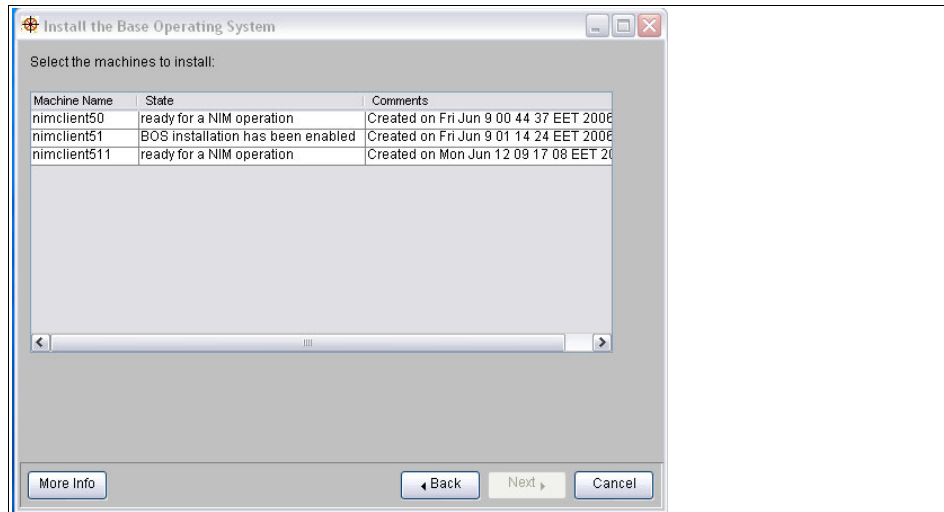 Install the Base Operating System
Select the machines to install:
Machine Name State Comments
nimclient50 ready for a NIM operation Created on Fri Jun 9 00 44 37 EET 2006
nimclient51 BOS installation has been enabled Created on Fri Jun 9 01 14 24 EET 2006
nimclient511 ready for a NIM operation Created on Mon Jun 12 09 17 08 EET 20
More Info Back Next Cancel